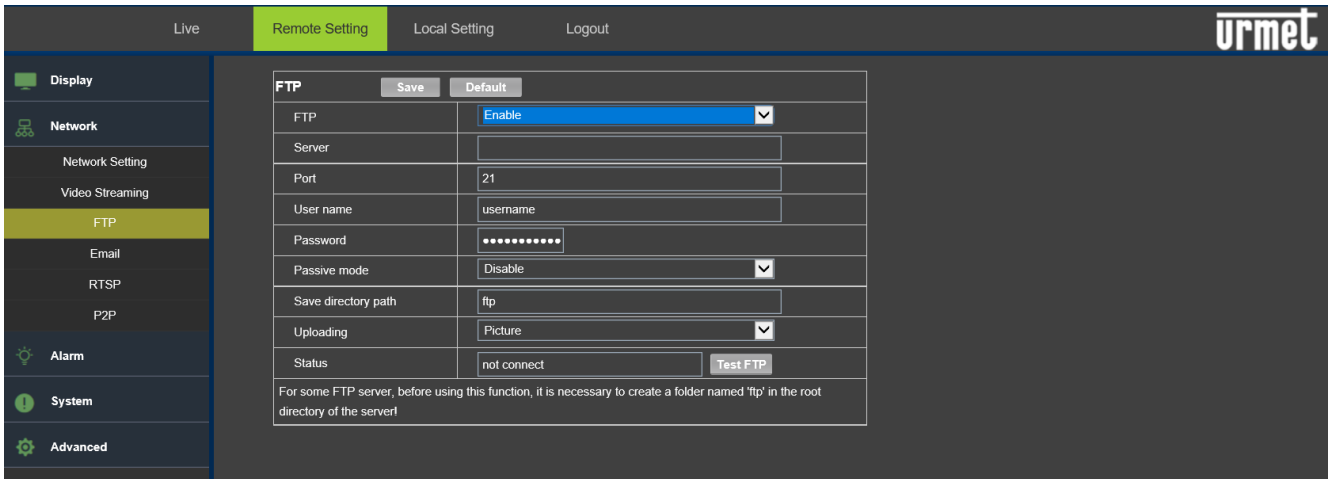 Live Remote Setting Local Setting Logout
urmet
Display
Network
Network Setting
Video Streaming
FTP
Email
RTSP
P2P
Alarm
System
Advanced
FTP Save Default
FTP Enable
Server
Port 21
User name username
Password •••••••••••
Passive mode Disable
Save directory path ftp
Uploading Picture
Status not connect Test FTP
For some FTP server, before using this function, it is necessary to create a folder named 'ftp' in the root
directory of the server!